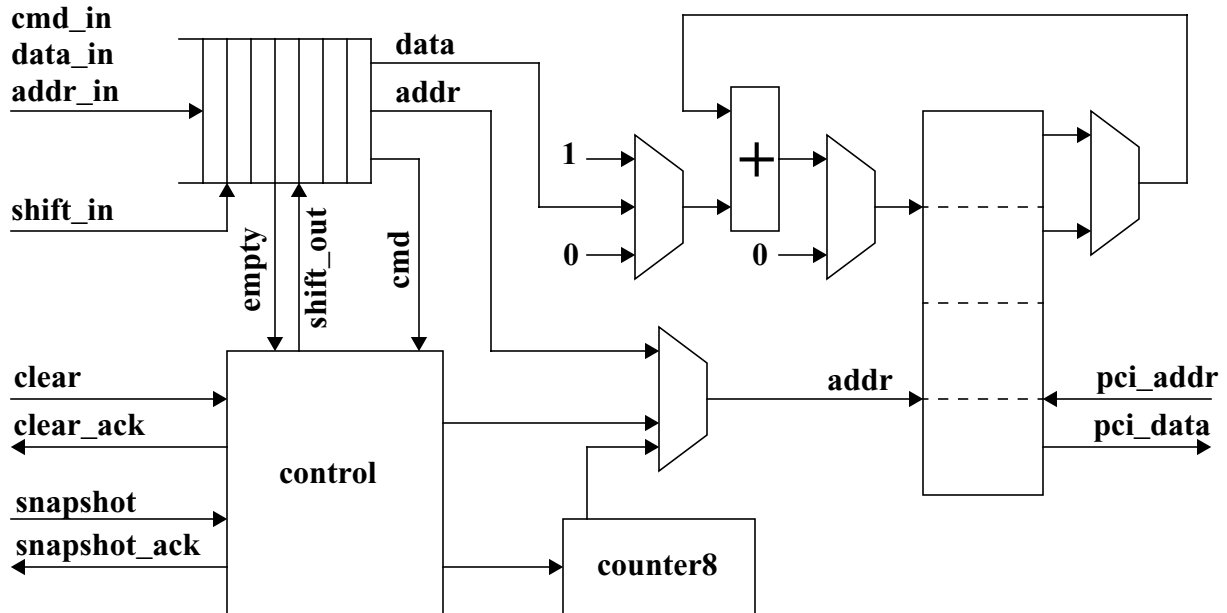 cmd_in
data_in
addr_in
shift_in
data
addr
empty
shift_out
cmd
1
0
+
0
clear
clear_ack
snapshot
snapshot_ack
control
counter8
addr
pci_addr
pci_data